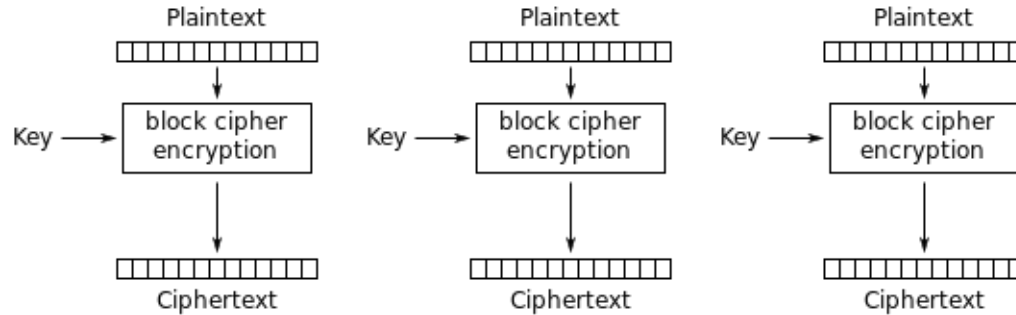 Plaintext Plaintext Plaintext
Key block cipher encryption Key block cipher encryption Key block cipher encryption
Ciphertext Ciphertext Ciphertext